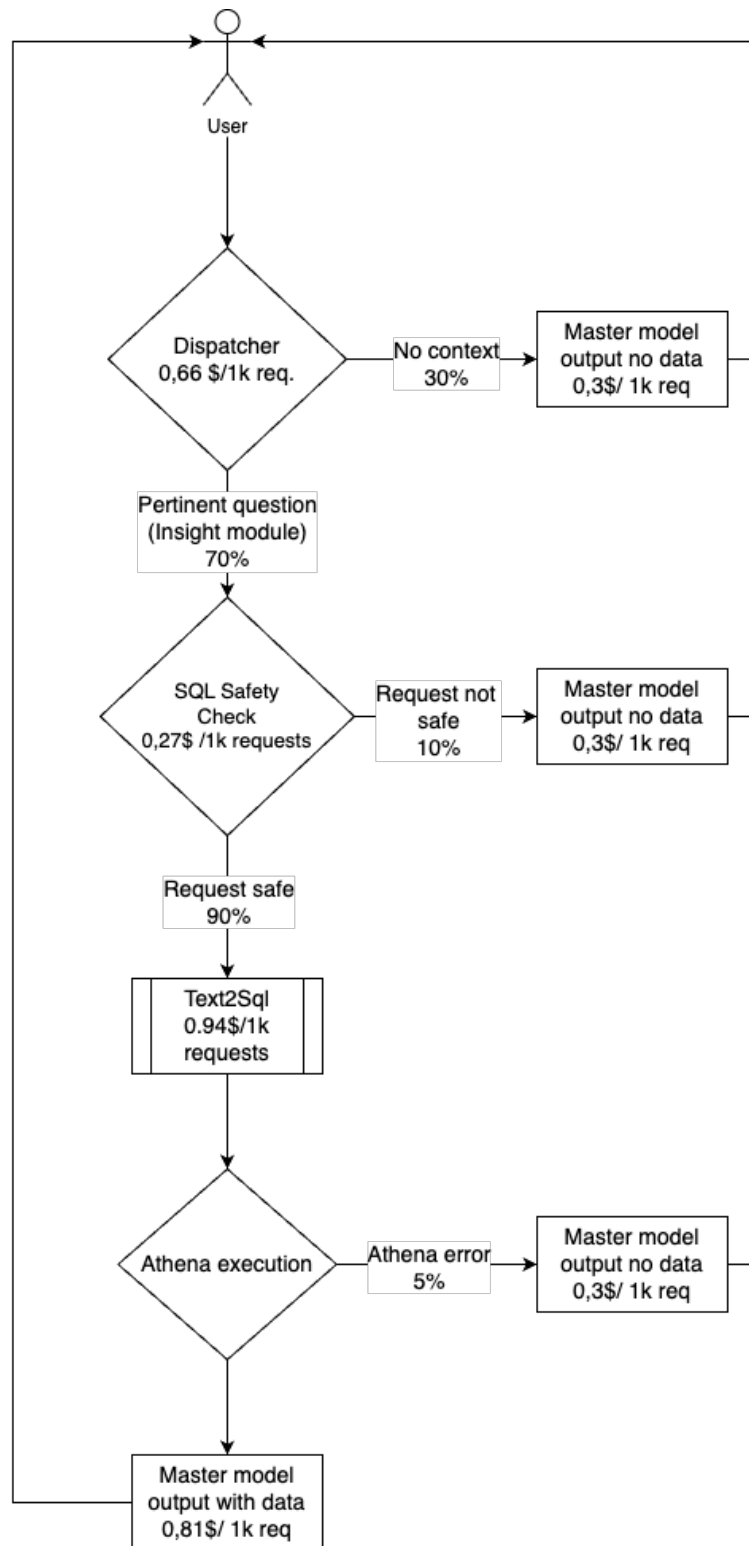 User
Dispatcher
0,66 $/1k req.
No context
30%
Master model
output no data
0,3$/ 1k req
Pertinent question
(Insight module)
70%
SQL Safety
Check
0,27$ /1k requests
Request not
safe
10%
Master model
output no data
0,3$/ 1k req
Request safe
90%
Text2Sql
0.94$/1k
requests
Athena execution
Athena error
5%
Master model
output no data
0,3$/ 1k req
Master model
output with data
0,81$/ 1k req